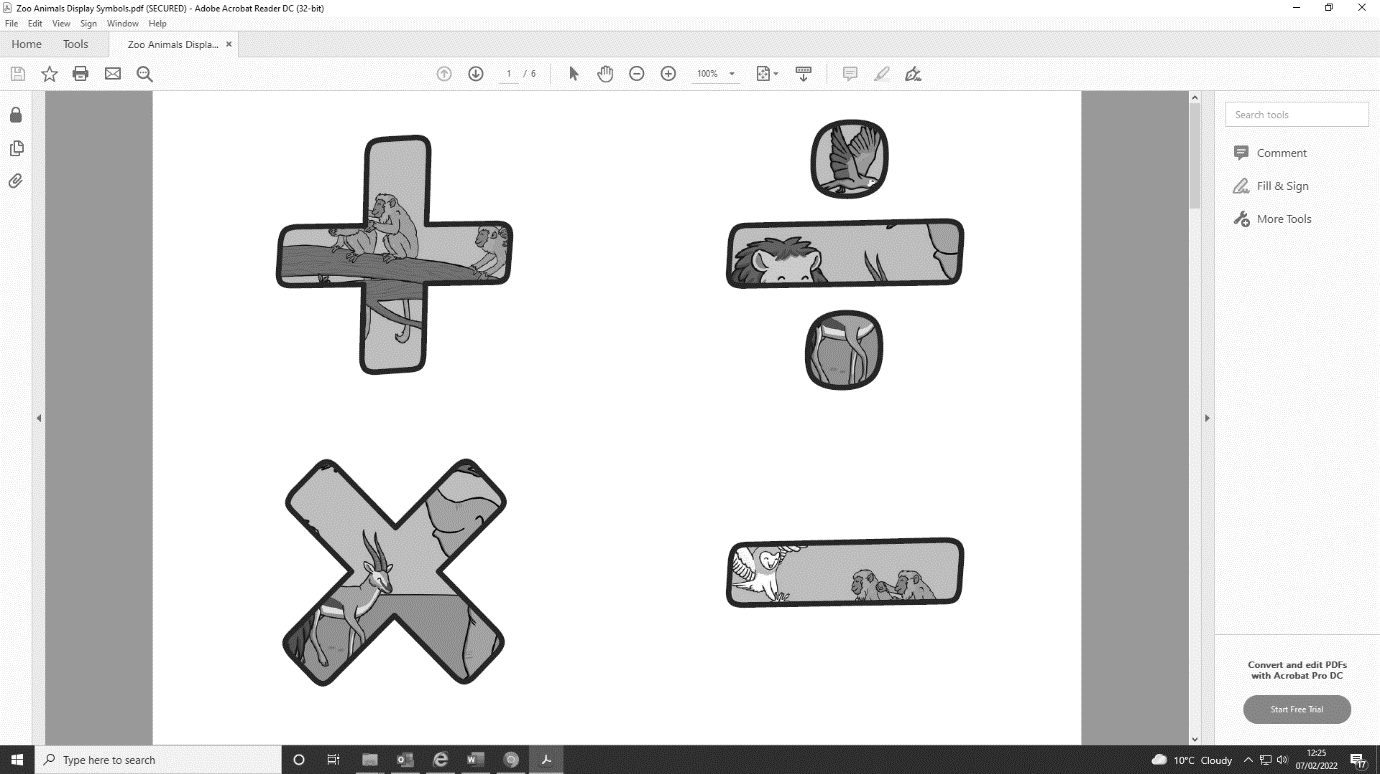 Zoo Animals Display Symbols.pdf (SECURED) - Adobe Acrobat Reader DC (32-bit)
File Edit View Sign Window Help
Home Tools Zoo Animals Displa... ×
1 / 6 100%
Search tools
Comment
Fill & Sign
More Tools
Convert and edit PDFs
with Acrobat Pro DC
Start Free Trial
Type here to search
10°C Cloudy
12:25
07/02/2022
17